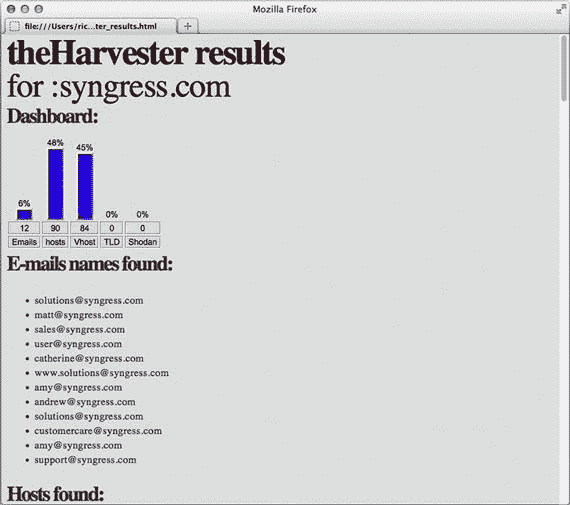 Mozilla Firefox
file:///Users/ric...ter_results.html
+
theHarvester results
for :syngress.com
Dashboard:
6% 48% 45% 0% 0%
12 90 84 0 0
Emails hosts Vhost TLD Shodan
E-mails names found:
• solutions@syngress.com
• matt@syngress.com
• sales@syngress.com
• user@syngress.com
• catherine@syngress.com
• www.solutions@syngress.com
• amy@syngress.com
• andrew@syngress.com
• solutions@syngress.com
• customercare@syngress.com
• amy@syngress.com
• support@syngress.com
Hosts found: